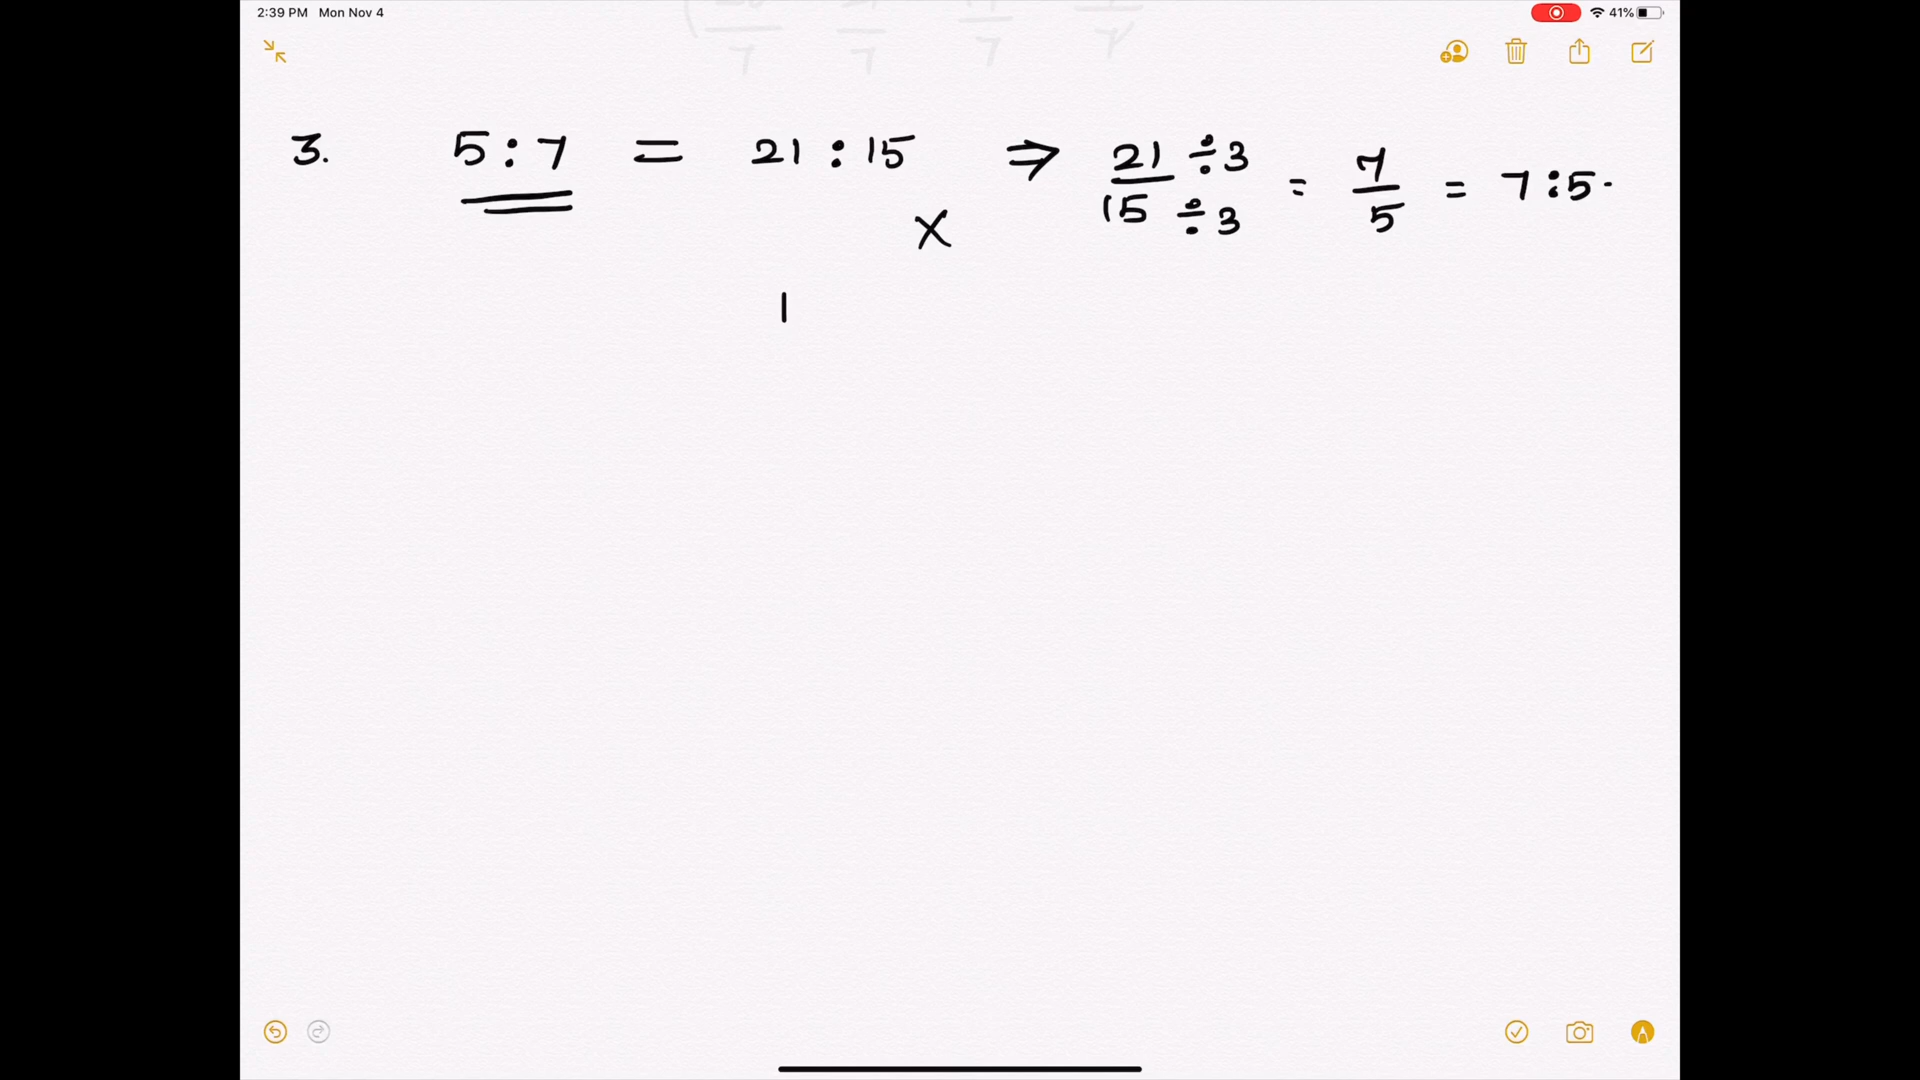 2:39 PM Mon Nov 4
41%
3. 5:7 = 21:15 ⇒ 21 ÷3 / 15 ÷3 = 7/5 = 7:5.
X
1